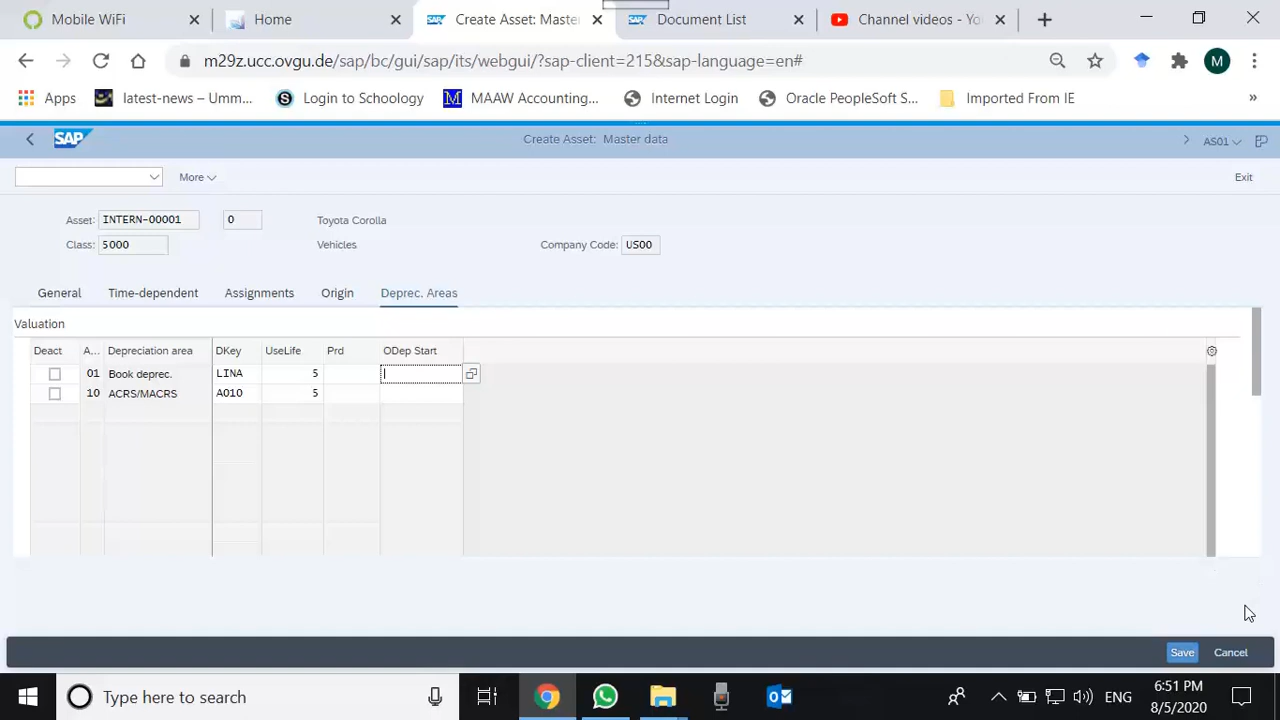 Mobile WiFi
Home
Create Asset: Maste
Document List
Channel videos - Yo
m29z.ucc.ovgu.de/sap/bc/gui/sap/its/webgui/?sap-client=215&sap-language=en#
M
Apps
latest-news – Umm...
S
Login to Schoology
M
MAAW Accounting...
Internet Login
Oracle PeopleSoft S...
Imported From IE
»
SAP
Create Asset: Master data
AS01
More
Exit
Asset: INTERN-00001 0 Toyota Corolla
Class: 5000 Vehicles Company Code: US00
General Time-dependent Assignments Origin Deprec. Areas
Valuation
Deact A... Depreciation area DKey UseLife Prd ODep Start
01 Book deprec. LINA 5
10 ACRS/MACRS A010 5
Save Cancel
Type here to search
ENG
6:51 PM
8/5/2020